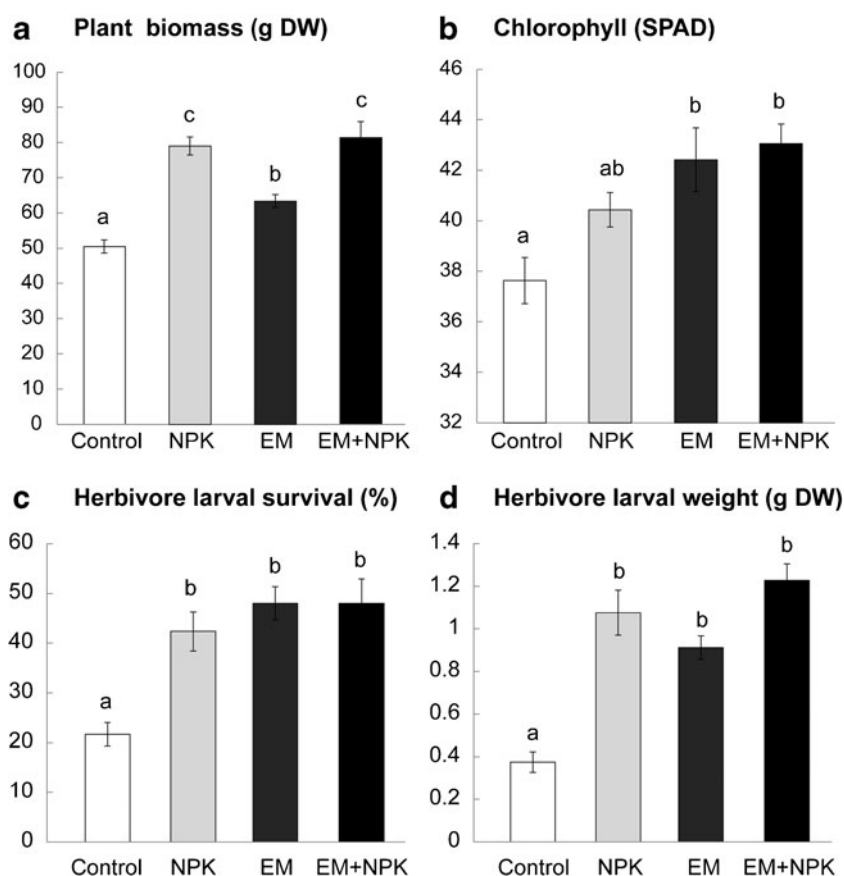 a Plant biomass (g DW)
100
90
80
70
60
50
40
30
20
10
0
a
c
b
c
Control NPK EM EM+NPK
b Chlorophyll (SPAD)
46
44
42
40
38
36
34
32
a
ab
b
b
Control NPK EM EM+NPK
c Herbivore larval survival (%)
60
50
40
30
20
10
0
a
b
b
b
Control NPK EM EM+NPK
d Herbivore larval weight (g DW)
1.4
1.2
1
0.8
0.6
0.4
0.2
0
a
b
b
b
Control NPK EM EM+NPK